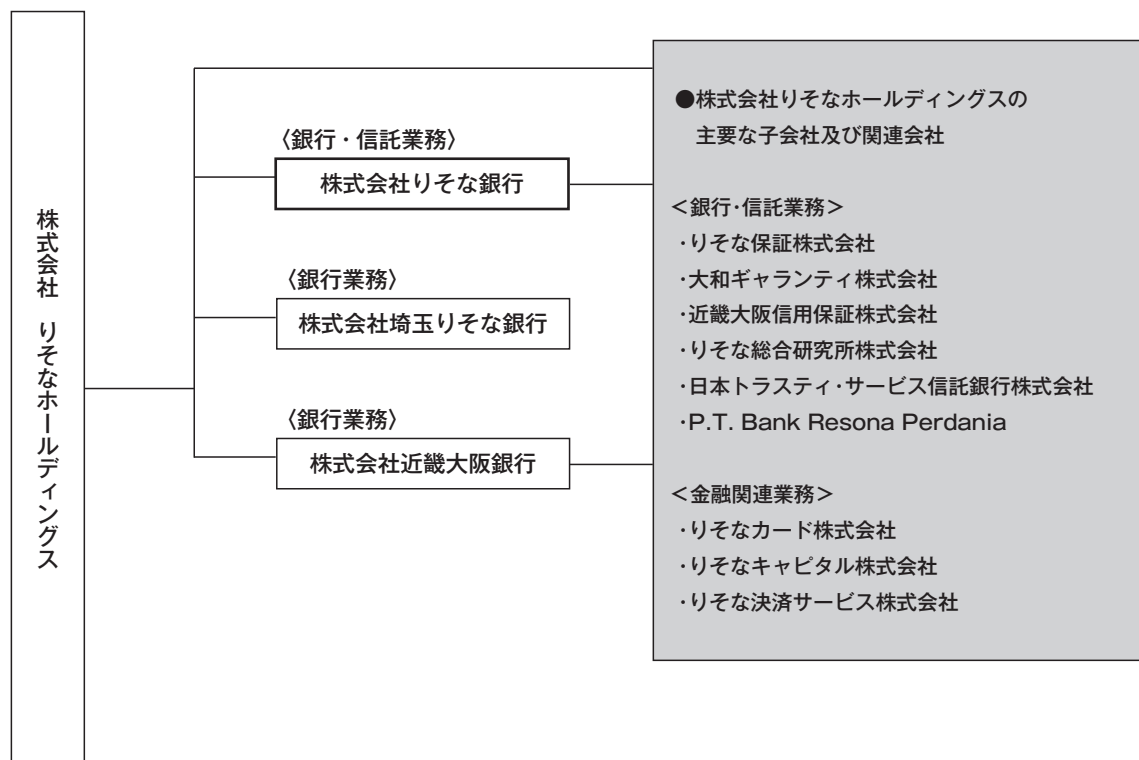 株式会社 りそなホールディングス
〈銀行・信託業務〉
株式会社りそな銀行
〈銀行業務〉
株式会社埼玉りそな銀行
〈銀行業務〉
株式会社近畿大阪銀行
●株式会社りそなホールディングスの
主要な子会社及び関連会社
＜銀行・信託業務＞
・りそな保証株式会社
・大和ギャランティ株式会社
・近畿大阪信用保証株式会社
・りそな総合研究所株式会社
・日本トラスティ・サービス信託銀行株式会社
・P.T. Bank Resona Perdania
＜金融関連業務＞
・りそなカード株式会社
・りそなキャピタル株式会社
・りそな決済サービス株式会社